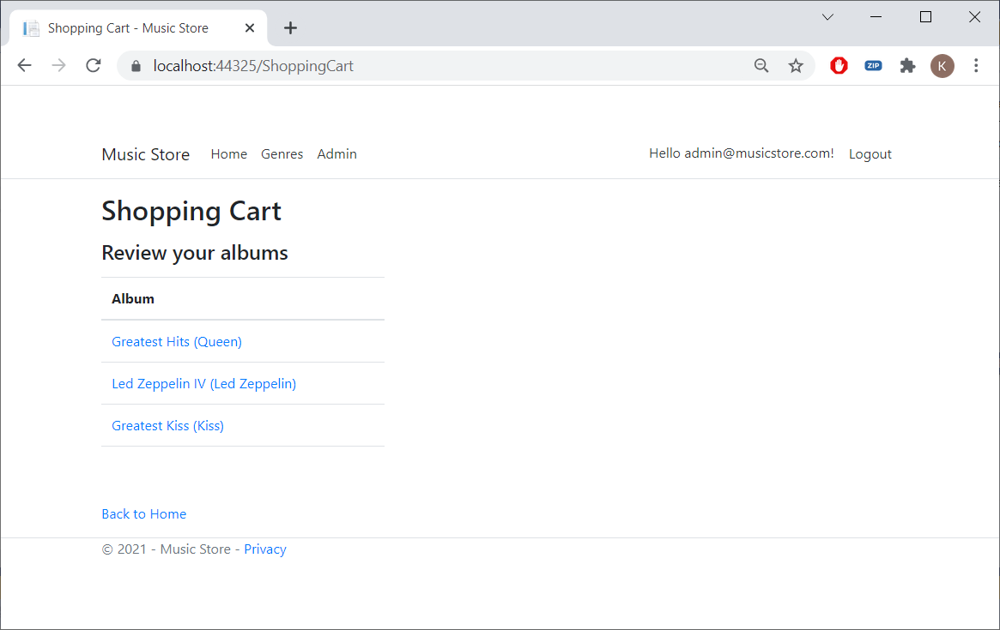 Shopping Cart - Music Store
localhost:44325/ShoppingCart
ZIP
K
Music Store Home Genres Admin Hello admin@musicstore.com! Logout
Shopping Cart
Review your albums
Album
Greatest Hits (Queen)
Led Zeppelin IV (Led Zeppelin)
Greatest Kiss (Kiss)
Back to Home
© 2021 - Music Store - Privacy